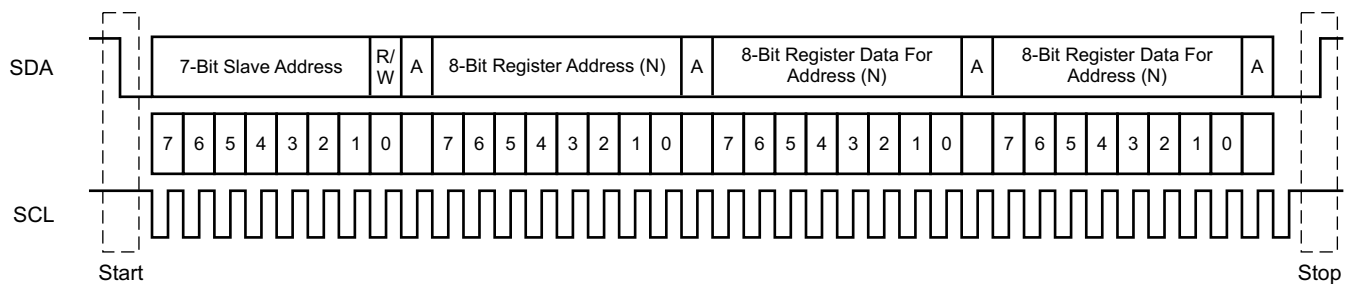 SDA
7-Bit Slave Address
R/
W
A
8-Bit Register Address (N)
A
8-Bit Register Data For
Address (N)
A
8-Bit Register Data For
Address (N)
A
7 6 5 4 3 2 1 0 7 6 5 4 3 2 1 0 7 6 5 4 3 2 1 0 7 6 5 4 3 2 1 0
SCL
Start
Stop